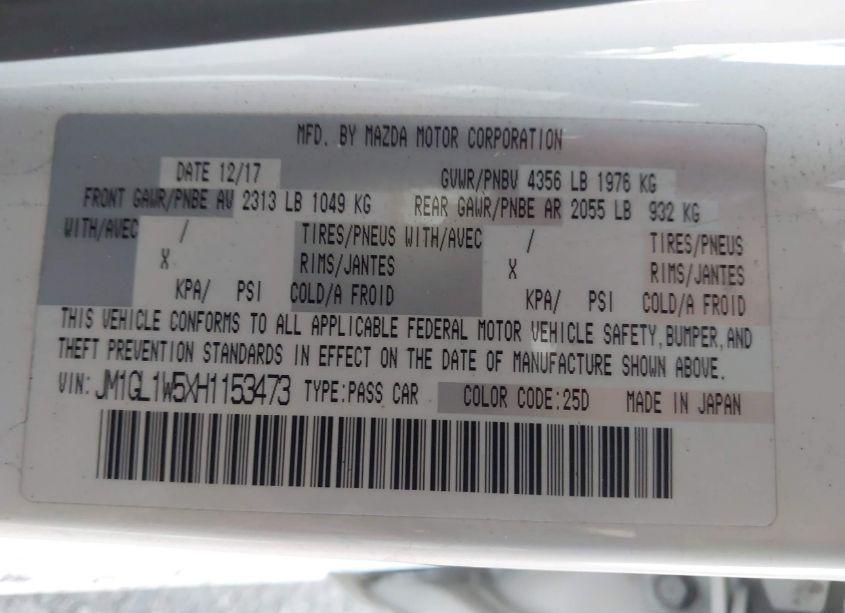 MFD. BY MAZDA MOTOR CORPORATION
DATE 12/17 GVWR/PNBV 4356 LB 1976 KG
FRONT GAWR/PNBE AV 2313 LB 1049 KG REAR GAWR/PNBE AR 2055 LB 932 KG
WITH/AVEC / TIRES/PNEUS WITH/AVEC / TIRES/PNEUS
X RIMS/JANTES X RIMS/JANTES
KPA/ PSI COLD/A FROID KPA/ PSI COLD/A FROID
THIS VEHICLE CONFORMS TO ALL APPLICABLE FEDERAL MOTOR VEHICLE SAFETY,BUMPER,AND
THEFT PREVENTION STANDARDS IN EFFECT ON THE DATE OF MANUFACTURE SHOWN ABOVE.
VIN:JM1GL1W5XH1153473 TYPE:PASS CAR COLOR CODE:25D MADE IN JAPAN